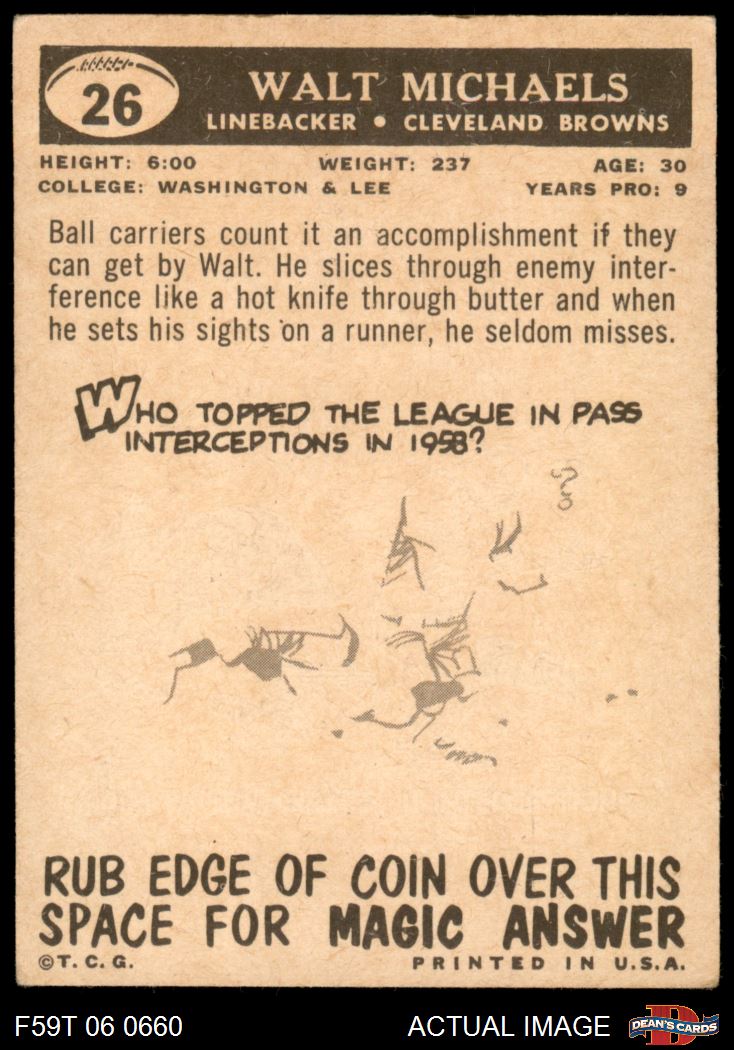 26
WALT MICHAELS
LINEBACKER • CLEVELAND BROWNS
HEIGHT: 6:00 WEIGHT: 237 AGE: 30
COLLEGE: WASHINGTON & LEE YEARS PRO: 9
Ball carriers count it an accomplishment if they
can get by Walt. He slices through enemy inter-
ference like a hot knife through butter and when
he sets his sights on a runner, he seldom misses.
WHO TOPPED THE LEAGUE IN PASS
INTERCEPTIONS IN 1958?
?
RUB EDGE OF COIN OVER THIS
SPACE FOR MAGIC ANSWER
©T. C. G. PRINTED IN U.S.A.
F59T 06 0660 ACTUAL IMAGE DEAN'S CARDS